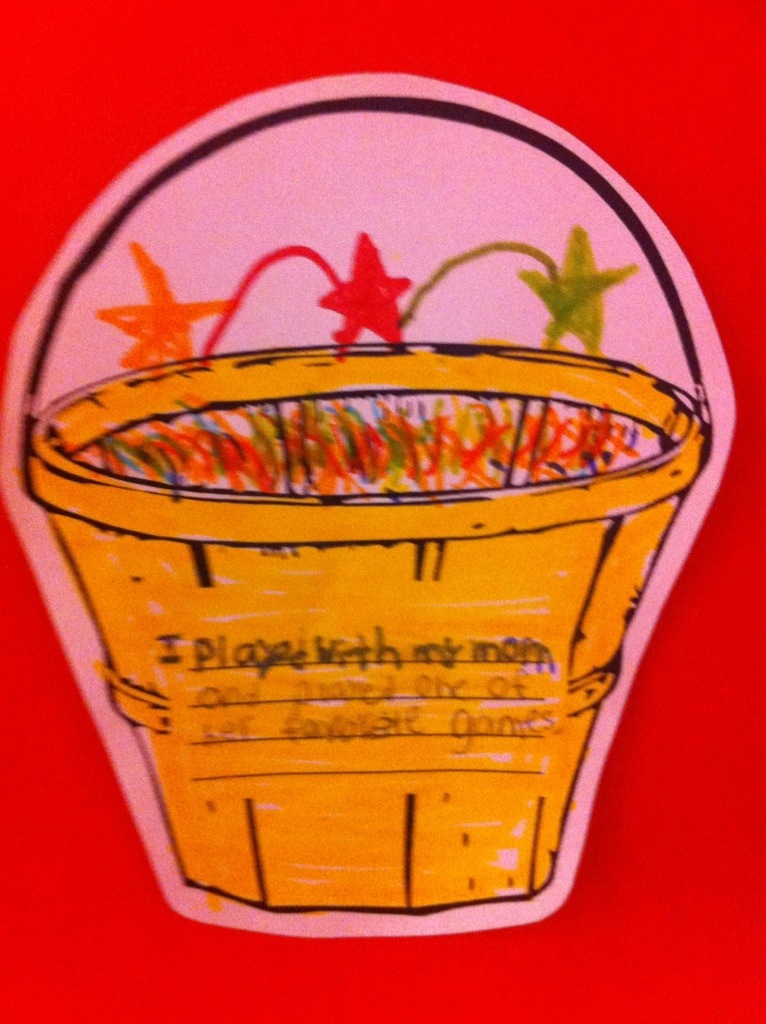 I played with my mom
and played one of
her favorite games.